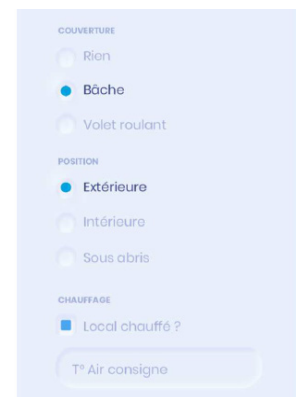 COUVERTURE
Rien
Bâche
Volet roulant
POSITION
Extérieure
Intérieure
Sous abris
CHAUFFAGE
Local chauffé ?
T° Air consigne